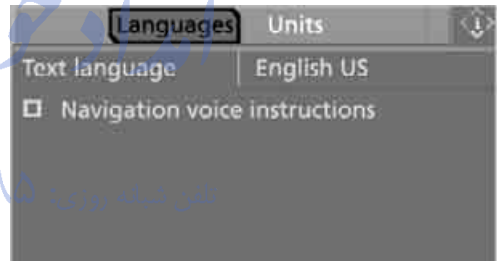 Languages Units i
Text language English US
Navigation voice instructions